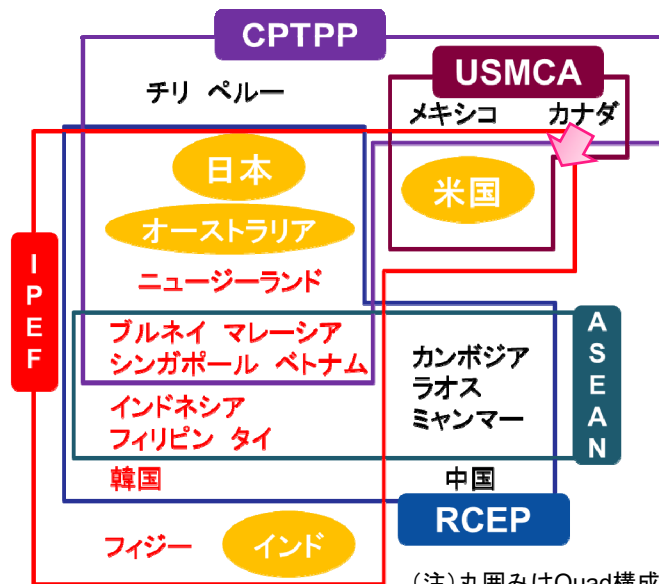 CPTPP
USMCA
チリ ペルー
メキシコ カナダ
日本
米国
オーストラリア
IPEF
ニュージーランド
ブルネイ マレーシア
シンガポール ベトナム
カンボジア
ラオス
ミャンマー
ASEAN
インドネシア
フィリピン タイ
韓国
中国
RCEP
フィジー
インド
(注)丸囲みはQuad構成